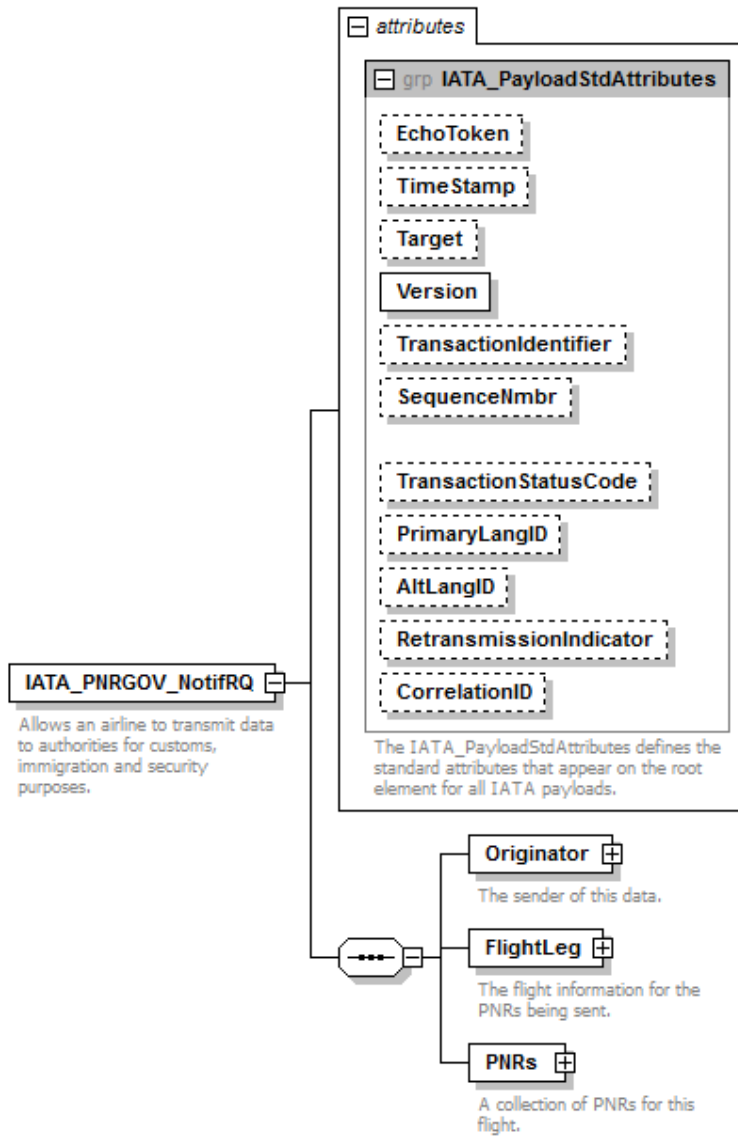 attributes
grp IATA_PayloadStdAttributes
EchoToken
TimeStamp
Target
Version
TransactionIdentifier
SequenceNmbr
TransactionStatusCode
PrimaryLangID
AltLangID
RetransmissionIndicator
CorrelationID
The IATA_PayloadStdAttributes defines the
standard attributes that appear on the root
element for all IATA payloads.
IATA_PNRGOV_NotifRQ
Allows an airline to transmit data
to authorities for customs,
immigration and security
purposes.
Originator
The sender of this data.
FlightLeg
The flight information for the
PNRs being sent.
PNRs
A collection of PNRs for this
flight.